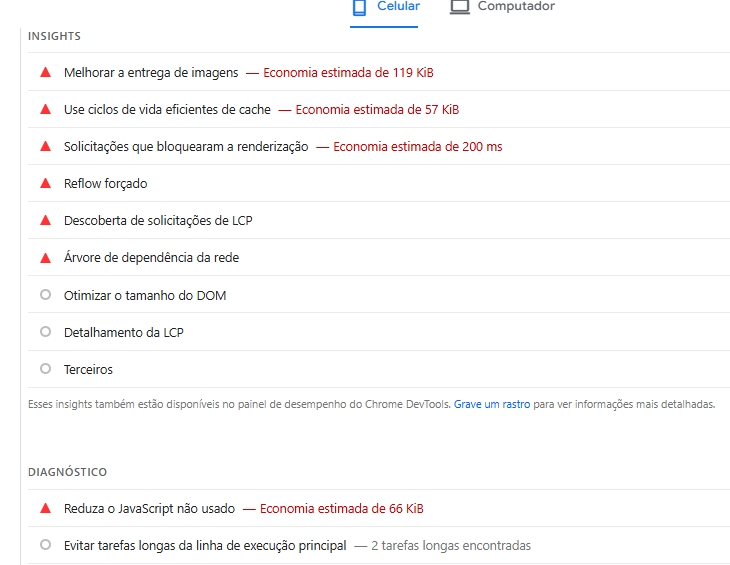 Celular
Computador
INSIGHTS
Melhorar a entrega de imagens — Economia estimada de 119 KiB
Use ciclos de vida eficientes de cache — Economia estimada de 57 KiB
Solicitações que bloquearam a renderização — Economia estimada de 200 ms
Reflow forçado
Descoberta de solicitações de LCP
Árvore de dependência da rede
Otimizar o tamanho do DOM
Detalhamento da LCP
Terceiros
Esses insights também estão disponíveis no painel de desempenho do Chrome DevTools. Grave um rastro para ver informações mais detalhadas.
DIAGNÓSTICO
Reduza o JavaScript não usado — Economia estimada de 66 KiB
Evitar tarefas longas da linha de execução principal — 2 tarefas longas encontradas